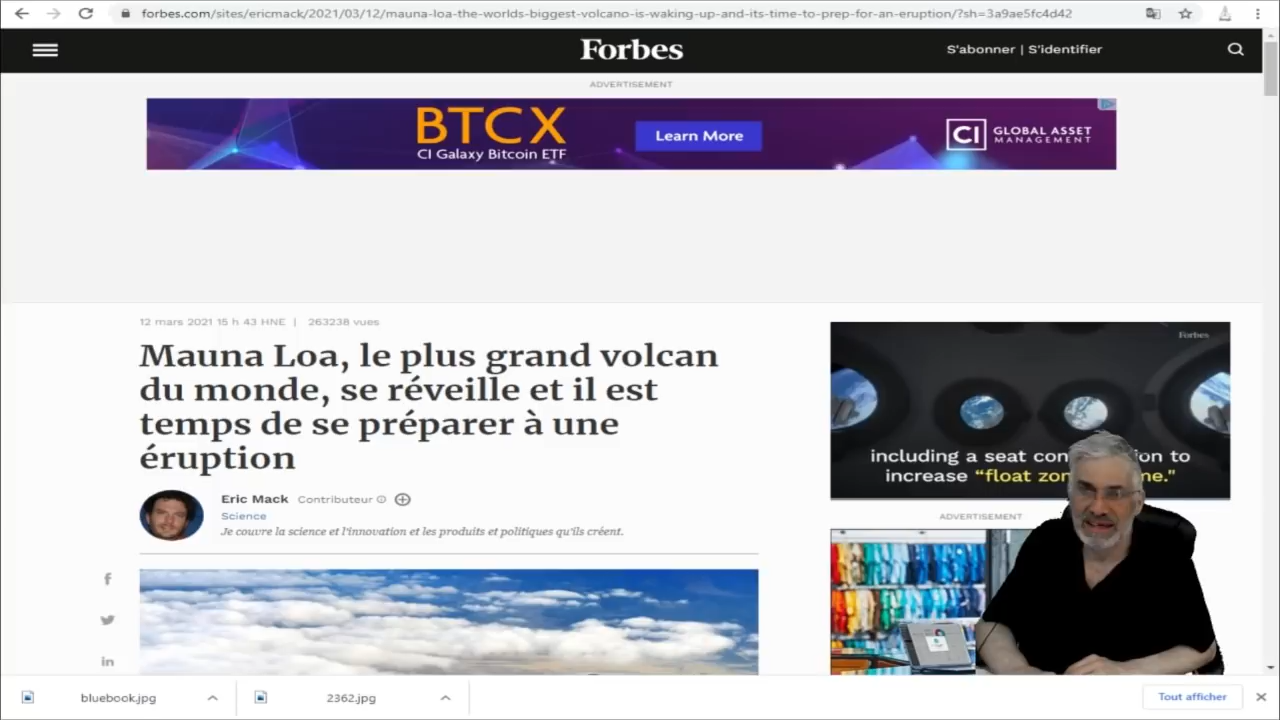 forbes.com/sites/ericmack/2021/03/12/mauna-loa-the-worlds-biggest-volcano-is-waking-up-and-its-time-to-prep-for-an-eruption/?sh=3a9ae5fc4d42
Forbes
S'abonner | S'identifier
ADVERTISEMENT
BTCX
CI Galaxy Bitcoin ETF
Learn More
CI GLOBAL ASSET
MANAGEMENT
12 mars 2021 15 h 43 HNE | 263238 vues
Mauna Loa, le plus grand volcan
du monde, se réveille et il est
temps de se préparer à une
éruption
Eric Mack Contributeur
Science
Je couvre la science et l'innovation et les produits et politiques qu'ils créent.
Forbes
including a seat ion to
increase "float me."
ADVERTISEMENT
f
in
bluebook.jpg
2362.jpg
Tout afficher